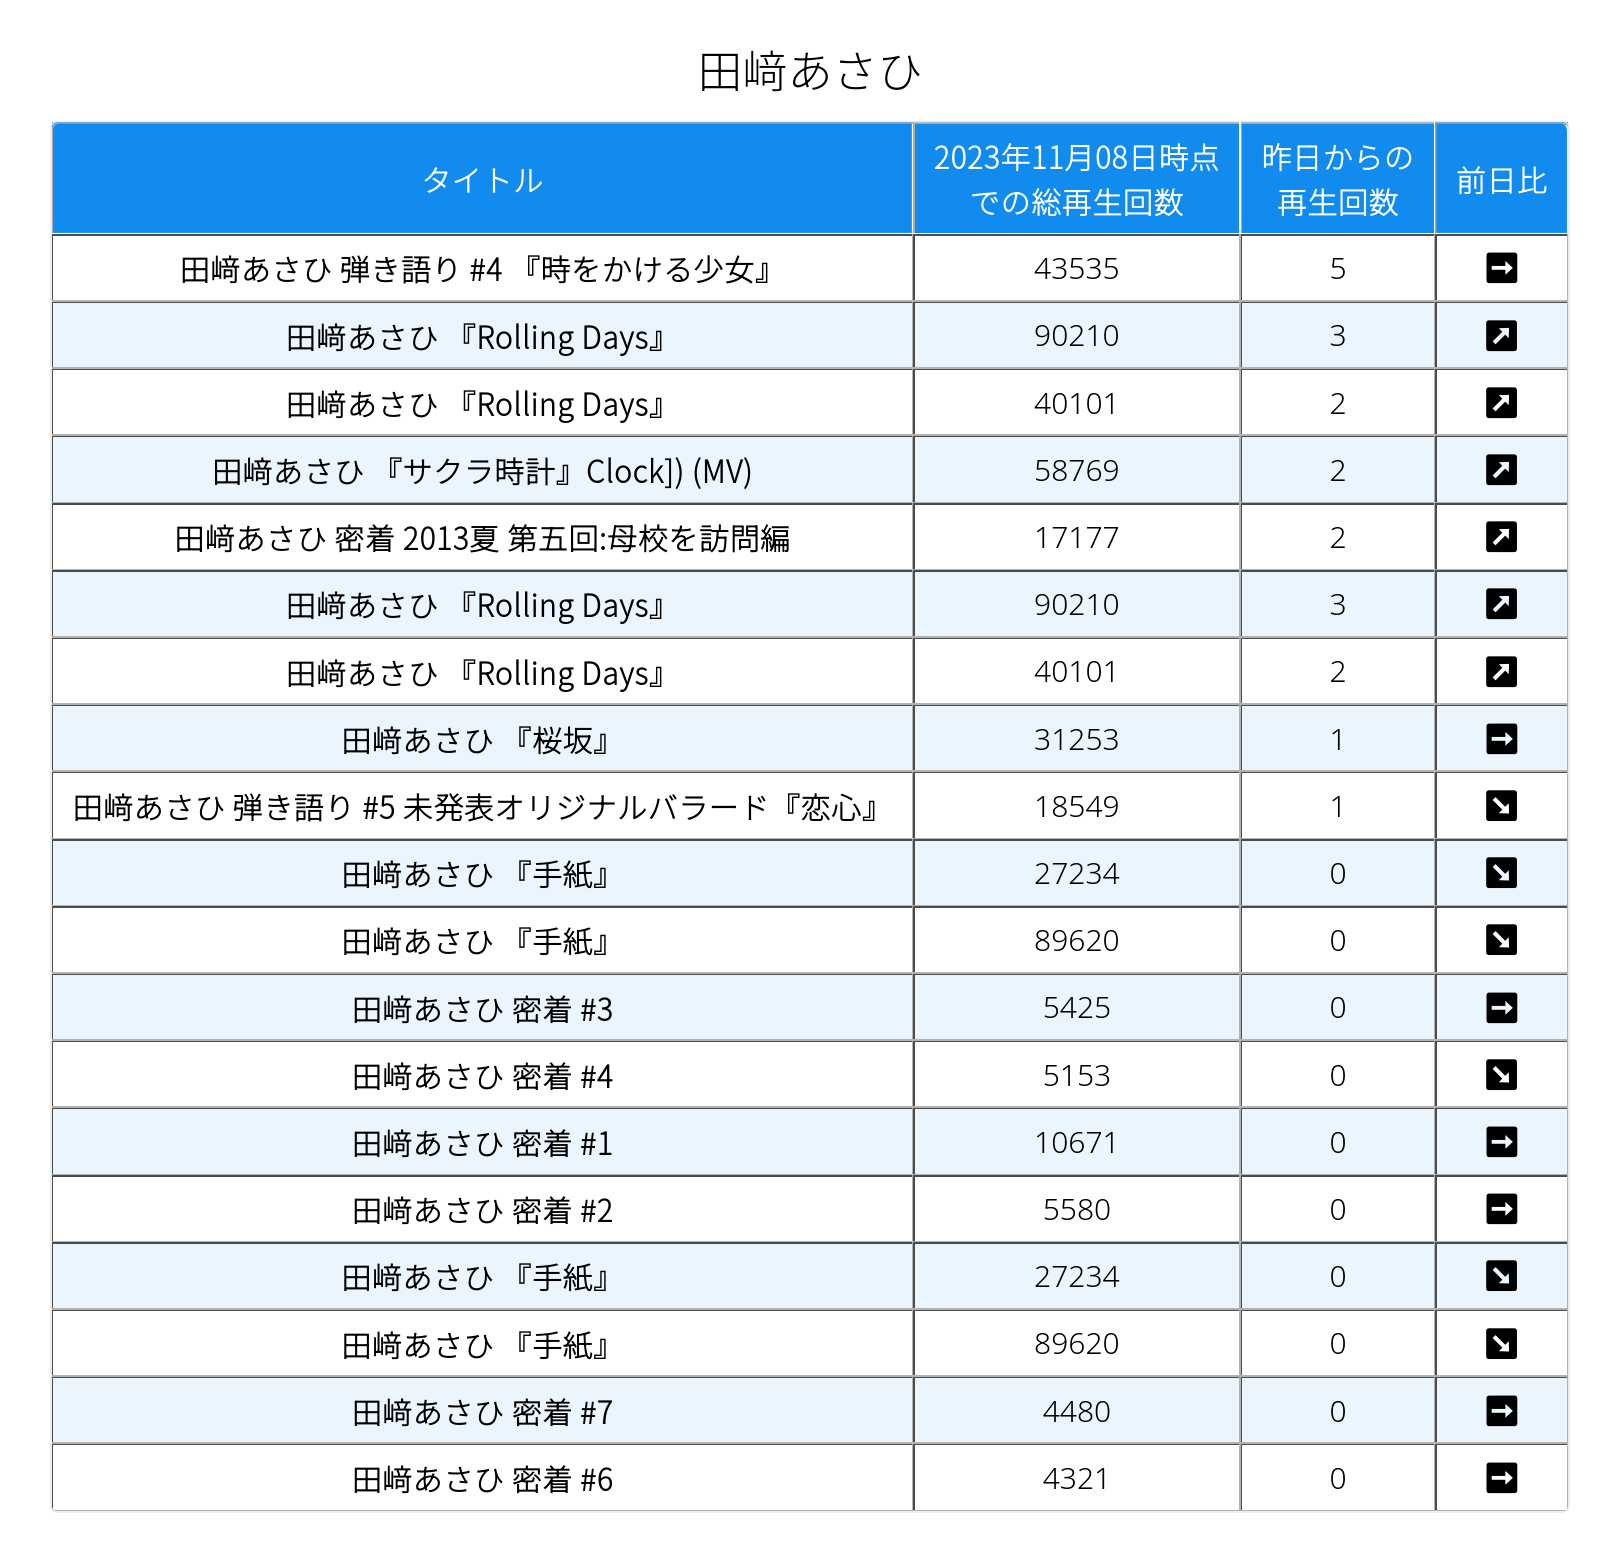 田﨑あさひ
タイトル
2023年11月08日時点
での総再生回数
昨日からの
再生回数
前日比
田﨑あさひ 弾き語り #4 『時をかける少女』 43535 5 ➡
田﨑あさひ 『Rolling Days』 90210 3 ↗
田﨑あさひ 『Rolling Days』 40101 2 ↗
田﨑あさひ 『サクラ時計』Clock]) (MV) 58769 2 ↗
田﨑あさひ 密着 2013夏 第五回:母校を訪問編 17177 2 ↗
田﨑あさひ 『Rolling Days』 90210 3 ↗
田﨑あさひ 『Rolling Days』 40101 2 ↗
田﨑あさひ 『桜坂』 31253 1 ➡
田﨑あさひ 弾き語り #5 未発表オリジナルバラード『恋心』 18549 1 ↘
田﨑あさひ 『手紙』 27234 0 ↘
田﨑あさひ 『手紙』 89620 0 ↘
田﨑あさひ 密着 #3 5425 0 ➡
田﨑あさひ 密着 #4 5153 0 ↘
田﨑あさひ 密着 #1 10671 0 ➡
田﨑あさひ 密着 #2 5580 0 ➡
田﨑あさひ 『手紙』 27234 0 ↘
田﨑あさひ 『手紙』 89620 0 ↘
田﨑あさひ 密着 #7 4480 0 ➡
田﨑あさひ 密着 #6 4321 0 ➡